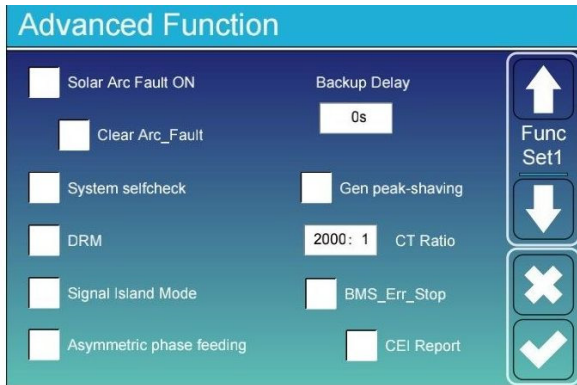 Advanced Function
Solar Arc Fault ON
Backup Delay
0s
Clear Arc_Fault
System selfcheck
Gen peak-shaving
DRM
2000: 1 CT Ratio
Signal Island Mode
BMS_Err_Stop
Asymmetric phase feeding
CEI Report
Func
Set1